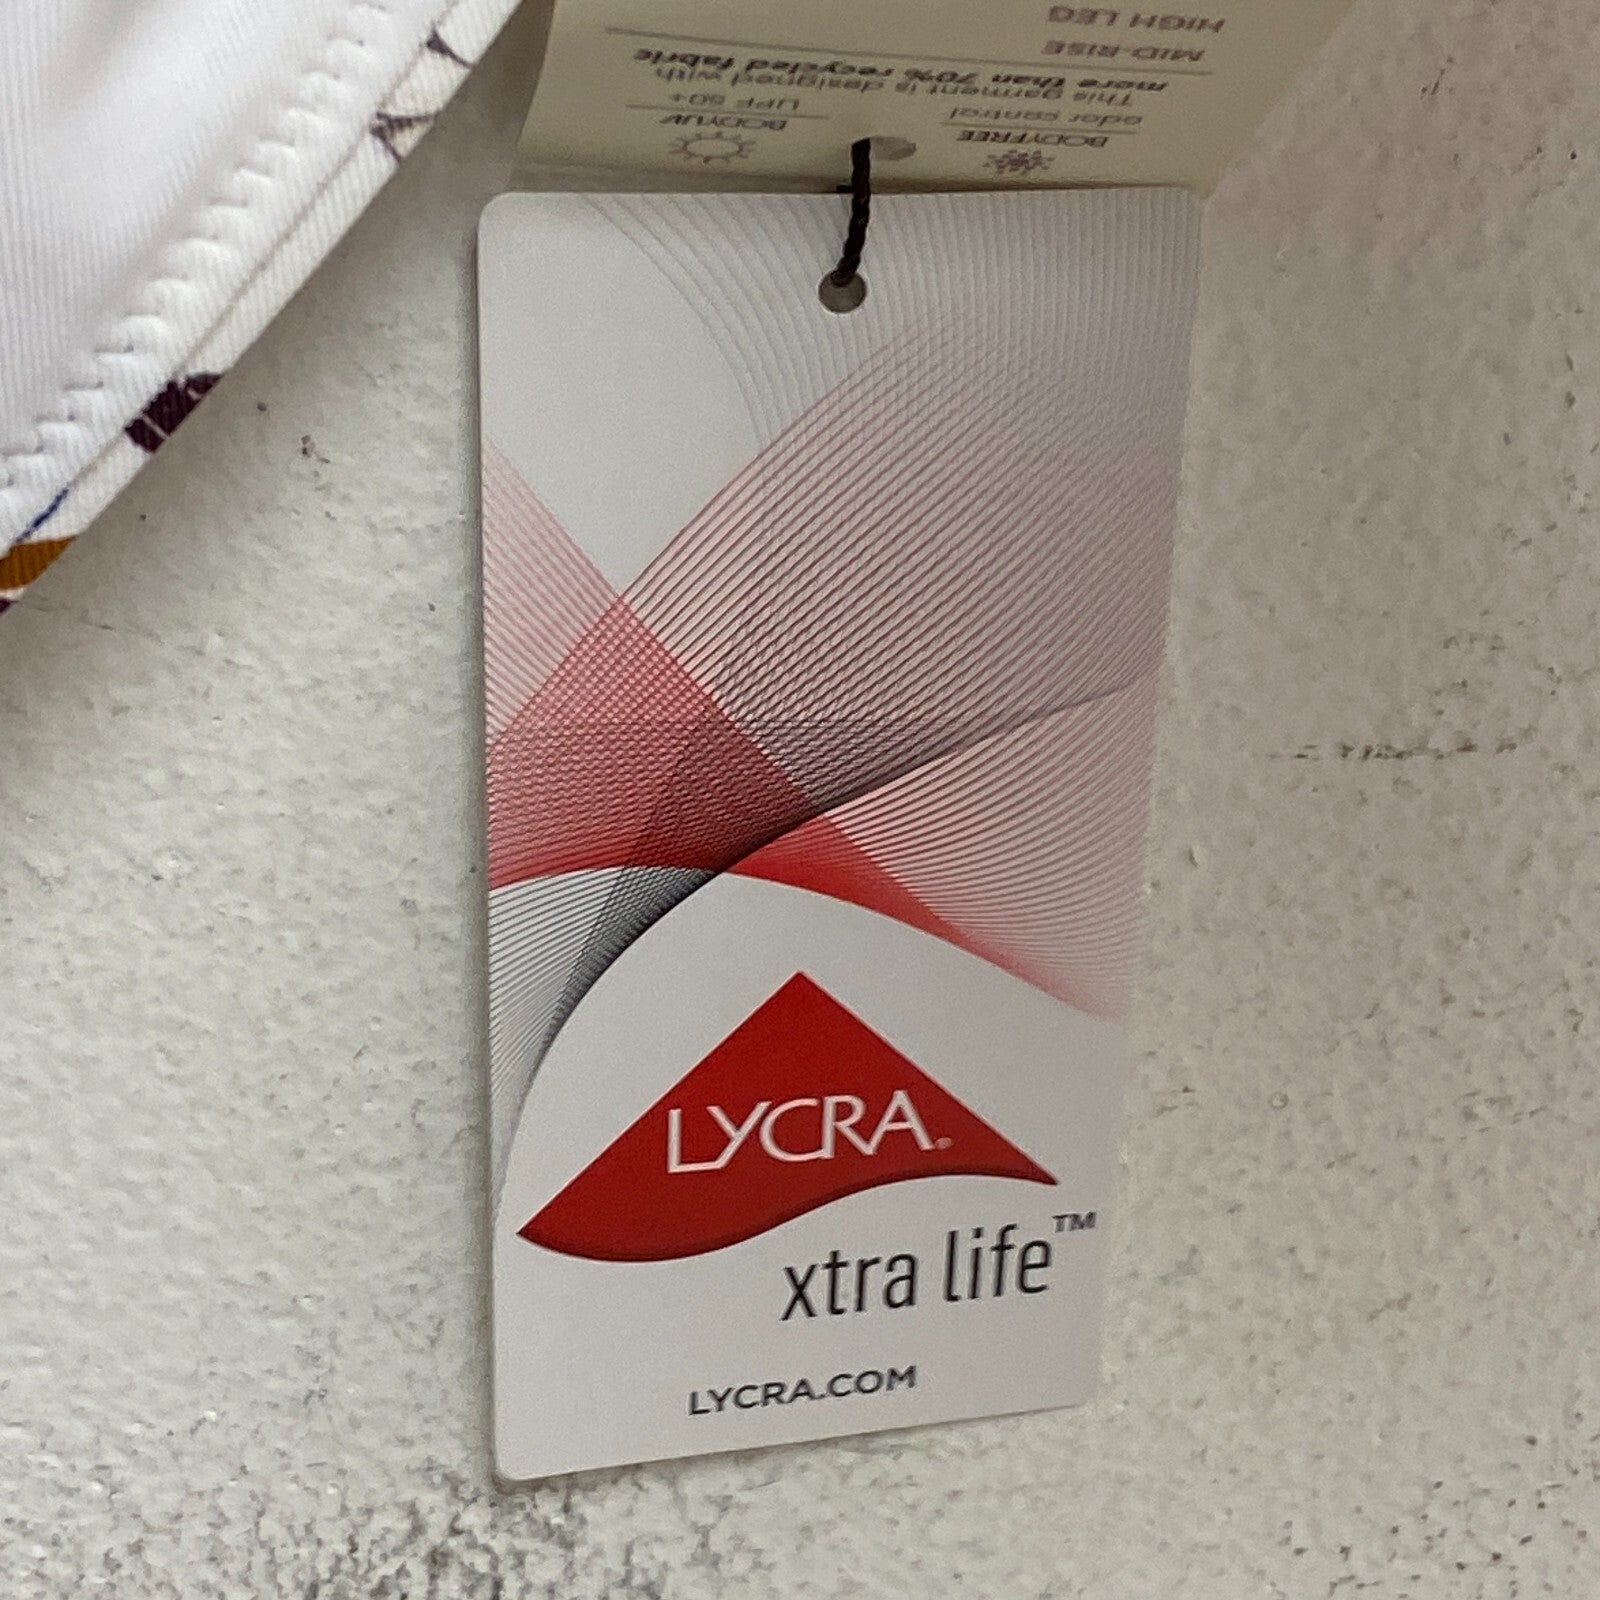 HIGH LEG
MID-RISE
more than 70% recycled fabric
This garment is designed with
odor control
BODYFREE
UPF 50+
BODYUV
LYCRA®
xtra life™
LYCRA.COM